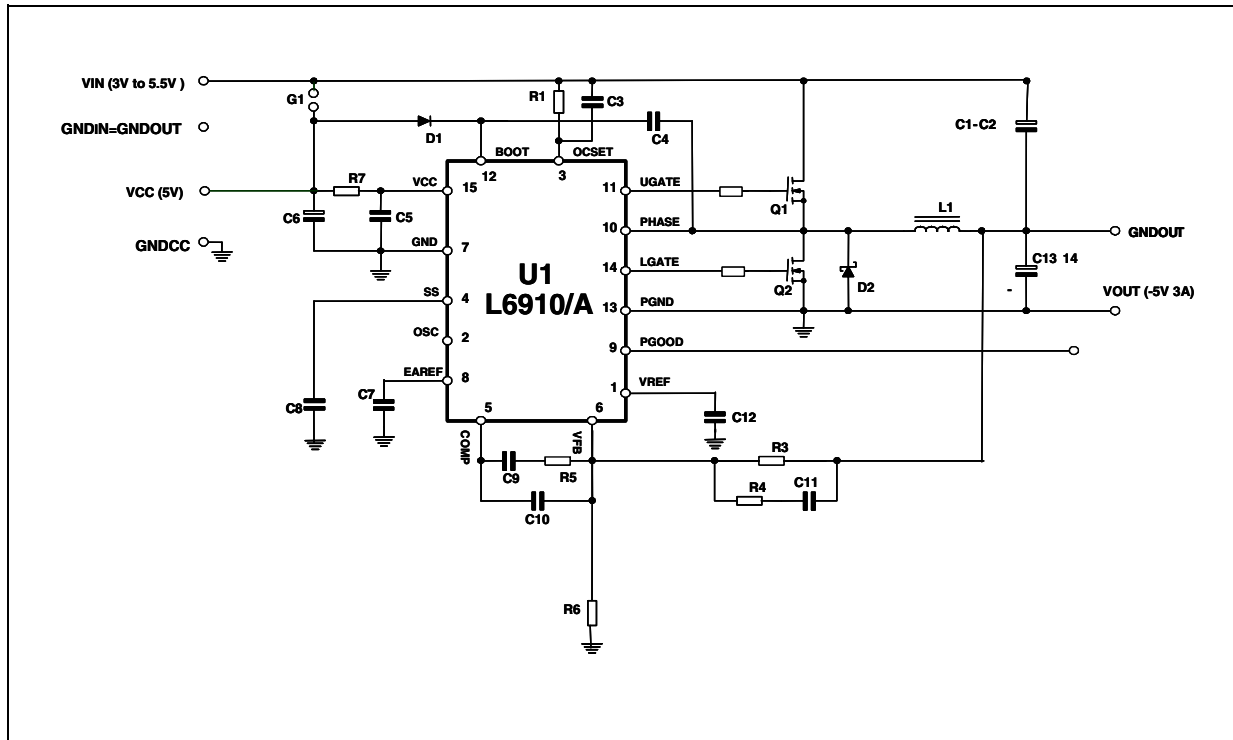 VIN (3V to 5.5V )
G1
R1
C3
GNDIN=GNDOUT
D1
C4
C1-C2
BOOT
OCSET
12
3
VCC (5V)
R7
VCC
15
11
UGATE
Q1
L1
C6
C5
10
PHASE
GNDOUT
GNDCC
GND
7
U1
L6910/A
14
LGATE
Q2
D2
C13 14
-
VOUT (-5V 3A)
SS
4
13
PGND
OSC
2
9
PGOOD
EAREF
8
1
VREF
C7
C8
C12
5
6
COMP
VFB
C9
R5
R3
C10
R4
C11
R6